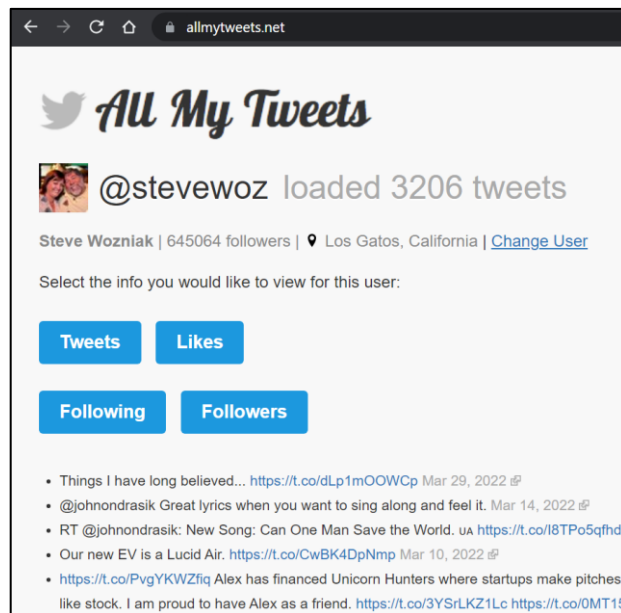 allmytweets.net
All My Tweets
@stevewoz loaded 3206 tweets
Steve Wozniak | 645064 followers | Los Gatos, California | Change User
Select the info you would like to view for this user:
Tweets Likes
Following Followers
• Things I have long believed... https://t.co/dLp1mOOWCp Mar 29, 2022
• @johnondrasik Great lyrics when you want to sing along and feel it. Mar 14, 2022
• RT @johnondrasik: New Song: Can One Man Save the World. UA https://t.co/I8TPo5qfhd
• Our new EV is a Lucid Air. https://t.co/CwBK4DpNmp Mar 10, 2022
• https://t.co/PvgYKWZfiq Alex has financed Unicorn Hunters where startups make pitches
like stock. I am proud to have Alex as a friend. https://t.co/3YSrLKZ1Lc https://t.co/0MT15